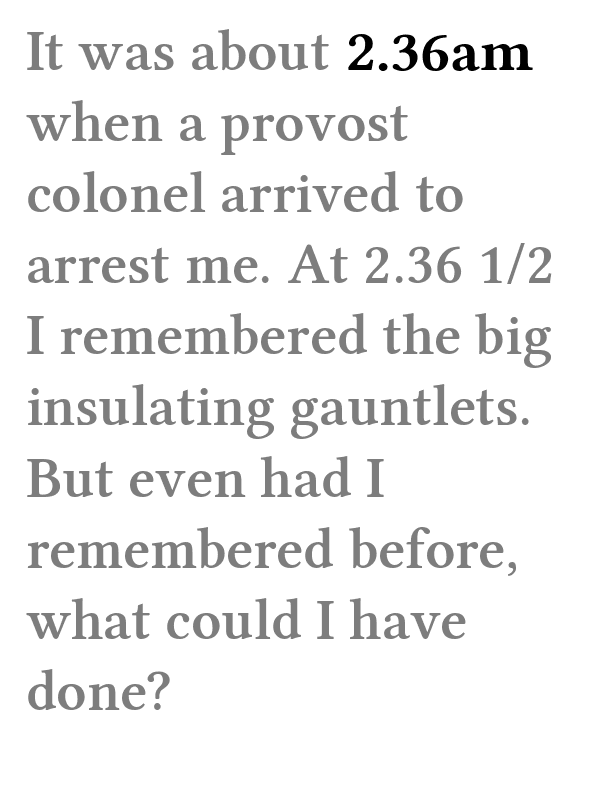 It was about 2.36am
when a provost
colonel arrived to
arrest me. At 2.36 1/2
I remembered the big
insulating gauntlets.
But even had I
remembered before,
what could I have
done?